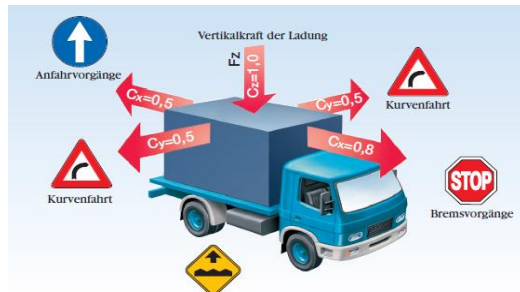 Vertikalkraft der Ladung
Fz
Cz=1,0
Anfahrvorgänge
Cx=0,5
Cy=0,5
Kurvenfahrt
Cy=0,5
Cx=0,8
Kurvenfahrt
STOP
Bremsvorgänge